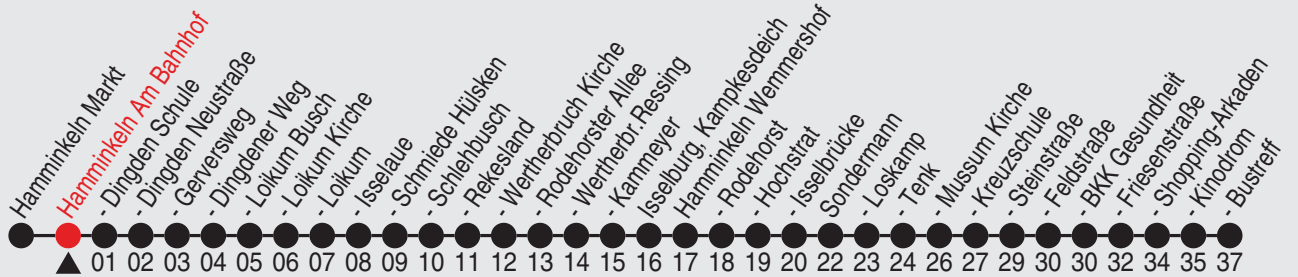 Hamminkeln Markt
Hamminkeln Am Bahnhof
- Dingden Schule
- Dingden Neustraße
- Gerversweg
- Dingdener Weg
- Loikum Busch
- Loikum Kirche
- Loikum
- Isselaue
- Schmiede Hülsken
- Schlenbusch
- Rekesland
- Wertherbruch Kirche
- Rodehorster Allee
- Wertherbr.Ressing
- Kammeyer
Isselburg, Kampkesdeich
Hamminkeln Wemmershof
- Rodehorst
- Hochstrat
- Isselbrücke
Sondermann
- Loskamp
- Tenk
- Mussum Kirche
- Kreuzschule
- Steinstraße
- Feldstraße
- BKK Gesundheit
- Friesenstraße
- Shopping-Arkaden
- Kinodrom
- Bustreff
01 02 03 04 05 06 07 08 09 10 11 12 13 14 15 16 17 18 19 20 22 23 24 26 27 29 30 30 32 34 35 37